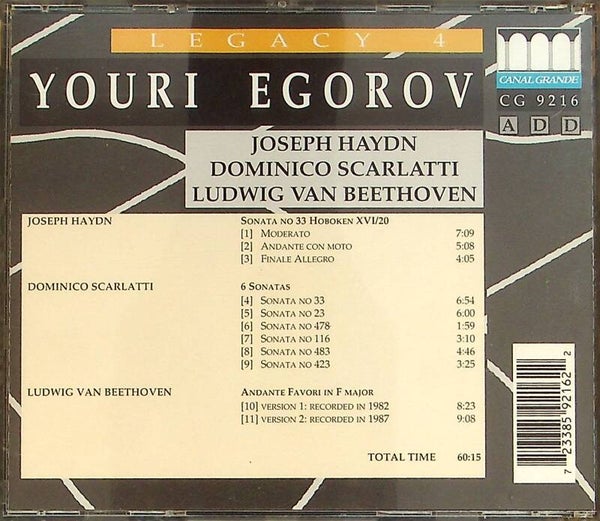 LEGACY 4
YOURI EGOROV
CANAL GRANDE
CG 9216
A D D
JOSEPH HAYDN
DOMINICO SCARLATTI
LUDWIG VAN BEETHOVEN
JOSEPH HAYDN SONATA NO 33 HOBOKEN XVI/20
[1] MODERATO 7:09
[2] ANDANTE CON MOTO 5:08
[3] FINALE ALLEGRO 4:05
DOMINICO SCARLATTI 6 SONATAS
[4] SONATA NO 33 6:54
[5] SONATA NO 23 6:00
[6] SONATA NO 478 1:59
[7] SONATA NO 116 3:10
[8] SONATA NO 483 4:46
[9] SONATA NO 423 3:25
LUDWIG VAN BEETHOVEN ANDANTE FAVORI IN F MAJOR
[10] VERSION 1: RECORDED IN 1982 8:23
[11] VERSION 2: RECORDED IN 1987 9:08
TOTAL TIME 60:15
7 23385 92162 2